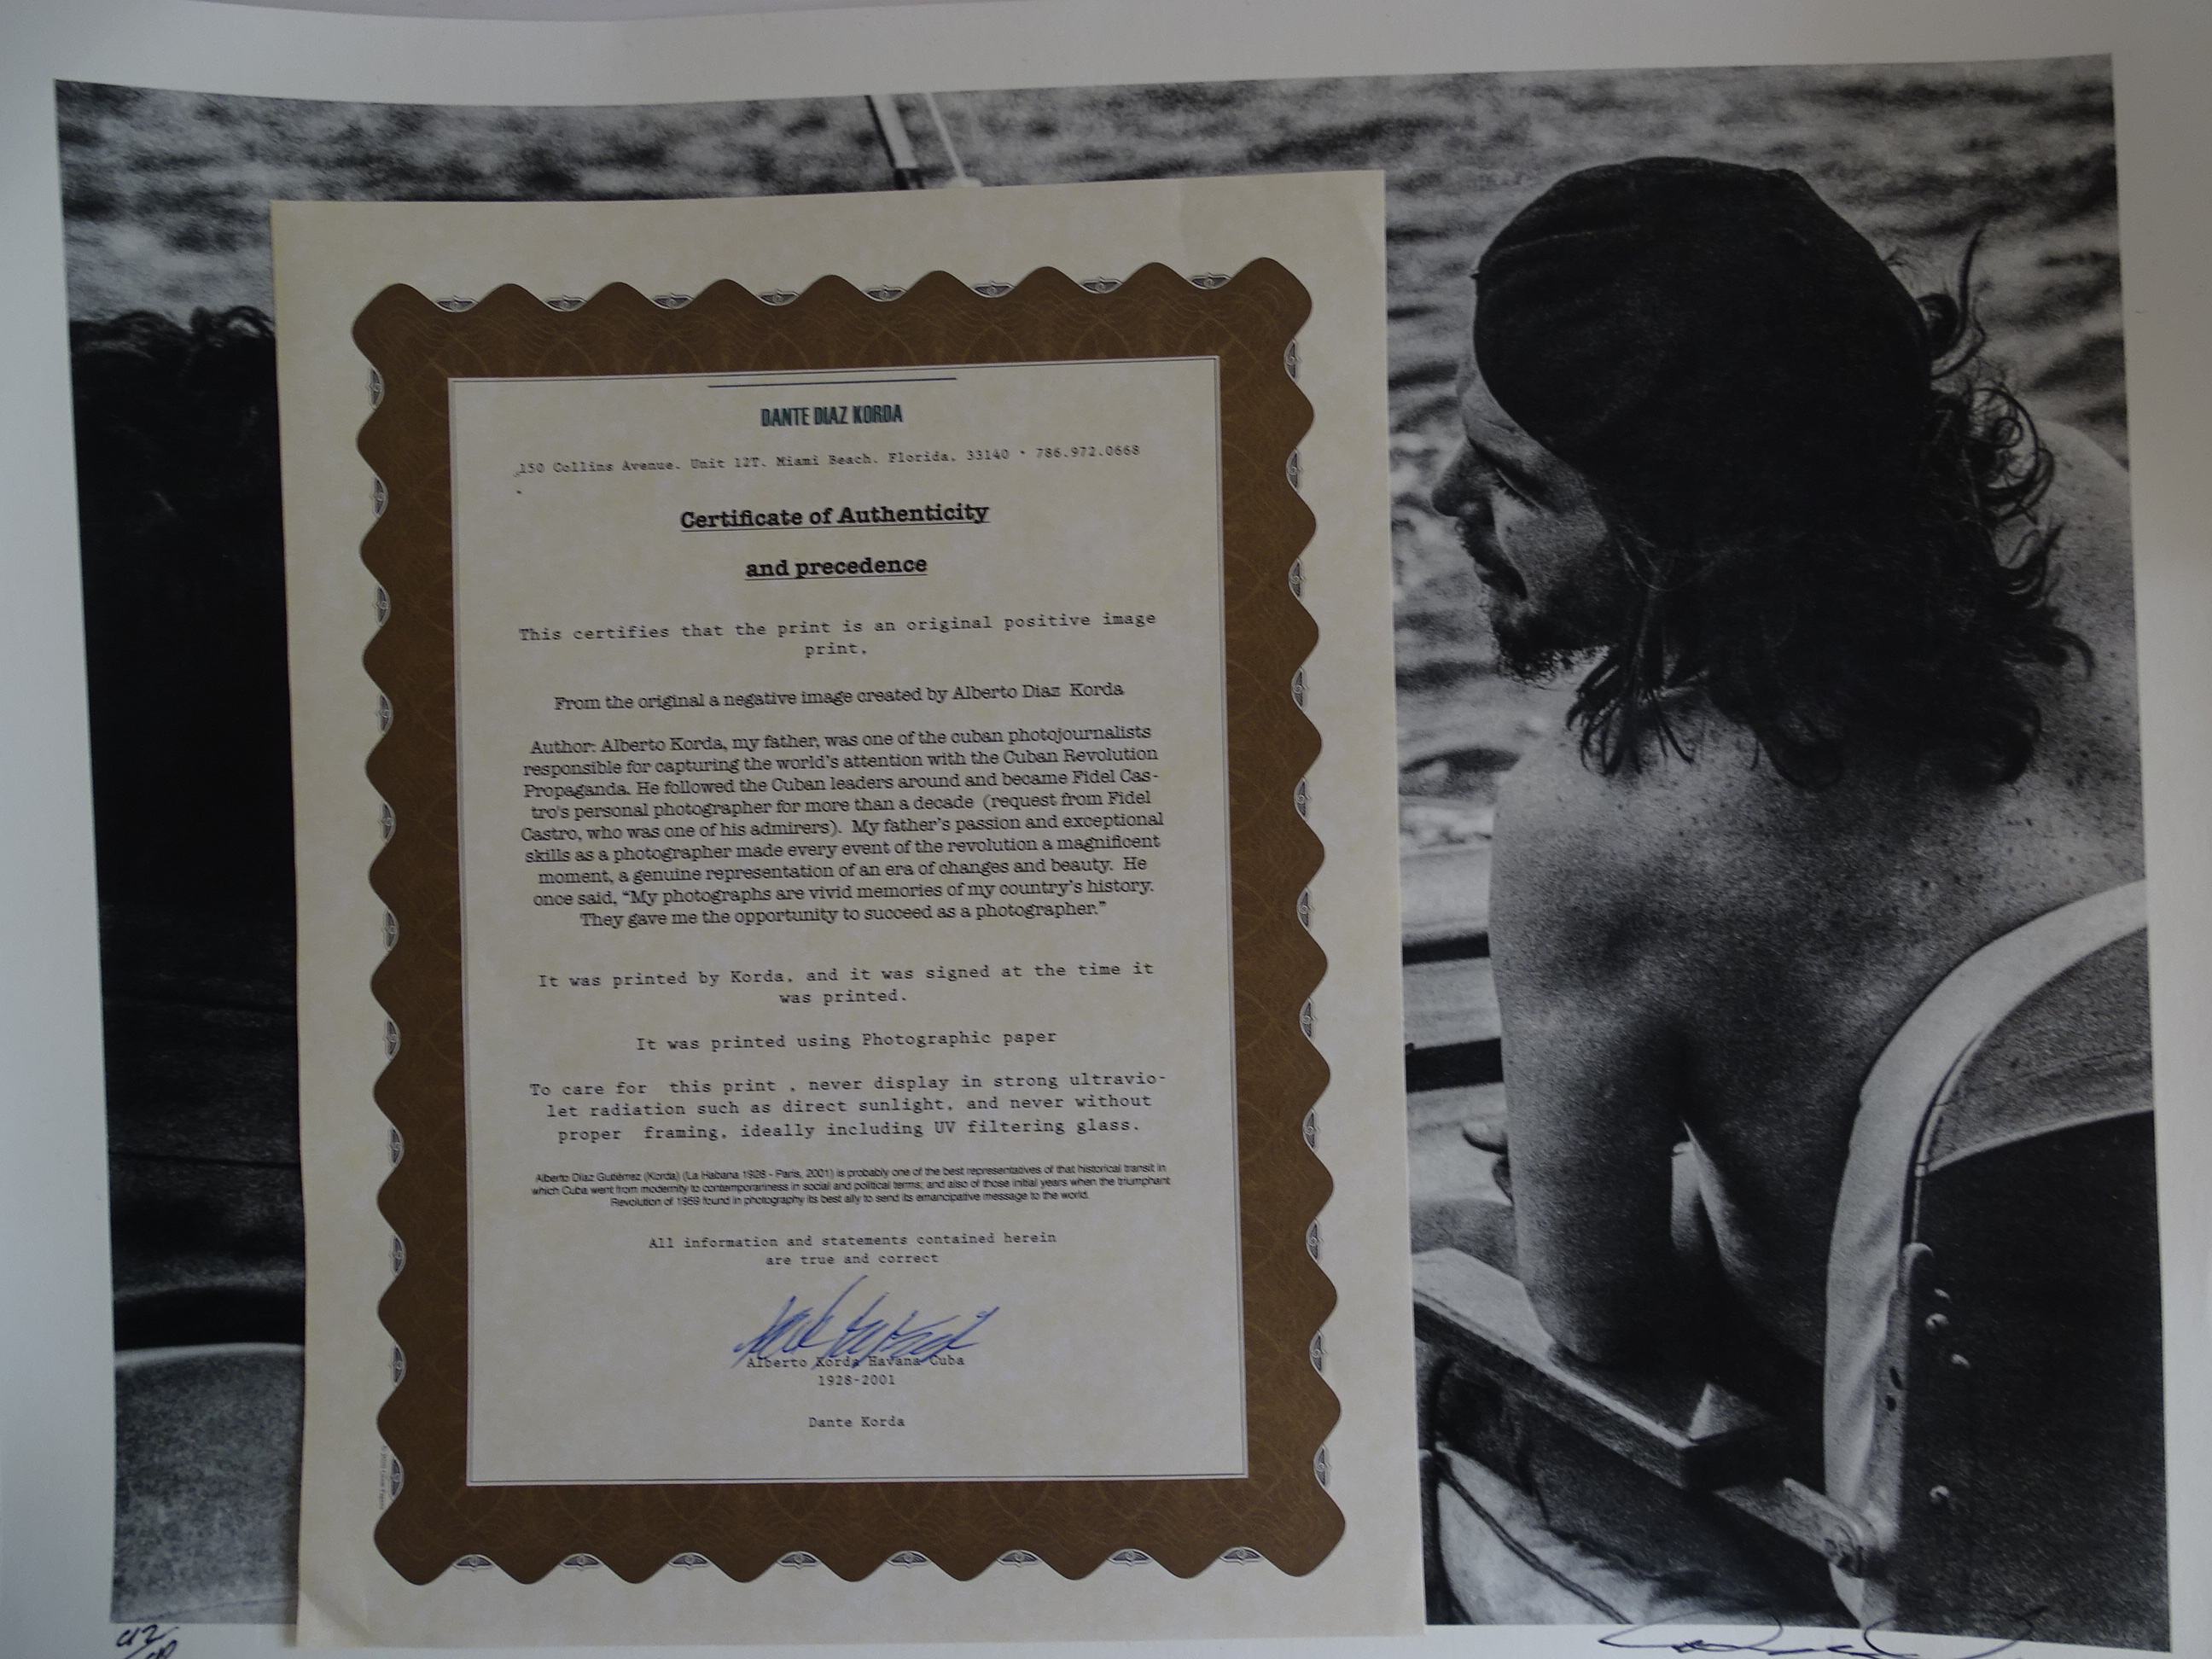 DANTE DIAZ KORDA
150 Collins Avenue. Unit 12T. Miami Beach. Florida, 33140 • 786.972.0668
Certificate of Authenticity
and precedence
This certifies that the print is an original positive image
print,
From the original a negative image created by Alberto Diaz Korda
Author: Alberto Korda, my father, was one of the cuban photojournalists
responsible for capturing the world's attention with the Cuban Revolution
Propaganda. He followed the Cuban leaders around and became Fidel Cas-
tro's personal photographer for more than a decade (request from Fidel
Castro, who was one of his admirers). My father's passion and exceptional
skills as a photographer made every event of the revolution a magnificent
moment, a genuine representation of an era of changes and beauty. He
once said, “My photographs are vivid memories of my country's history.
They gave me the opportunity to succeed as a photographer.”
It was printed by Korda, and it was signed at the time it
was printed.
It was printed using Photographic paper
To care for this print , never display in strong ultravio-
let radiation such as direct sunlight, and never without
proper framing, ideally including UV filtering glass.
Alberto Díaz Gutiérrez (Korda) (La Habana 1928 - Paris, 2001) is probably one of the best representatives of that historical transit in
which Cuba went from modernity to contemporariness in social and political terms; and also of those initial years when the triumphant
Revolution of 1959 found in photography its best ally to send its emancipative message to the world.
All information and statements contained herein
are true and correct
Alberto Korda Havana Cuba
1928-2001
Dante Korda